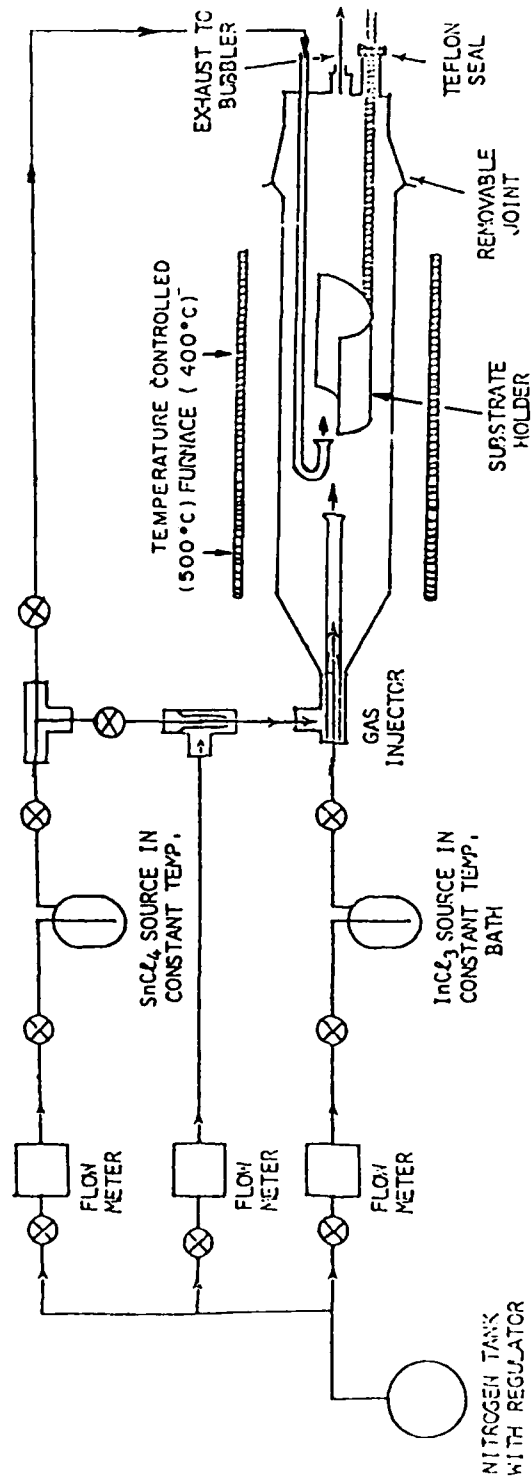 NITROGEN TANK
WITH REGULATOR
FLOW
METER
FLOW
METER
FLOW
METER
SnCl4 SOURCE IN
CONSTANT TEMP.
InCl3 SOURCE IN
CONSTANT TEMP.
BATH
GAS
INJECTOR
TEMPERATURE CONTROLLED
(500°C) FURNACE (400°C)
SUBSTRATE
HOLDER
EXHAUST TO
BUBBLER
REMOVABLE
JOINT
TEFLON
SEAL